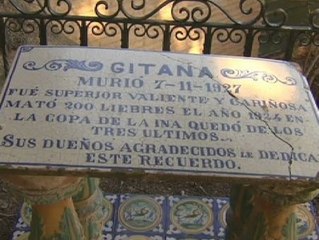 GITANA
MURIÓ 7-11-1927
FUÉ SUPERIOR VALIENTE Y CARIÑOSA
MATÓ 200 LIEBRES EL AÑO 1924 EN
LA COPA DE LA INA QUEDÓ DE LOS
TRES ULTIMOS...
SUS DUEÑOS AGRADECIDOS LE DEDICA
ESTE RECUERDO.